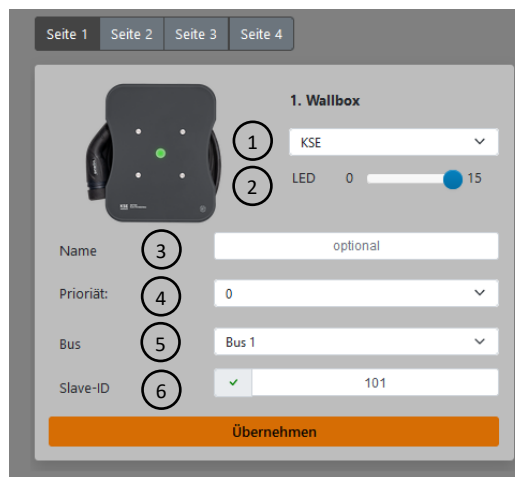 Seite 1 Seite 2 Seite 3 Seite 4
1. Wallbox
1 KSE
2 LED 0 15
Name 3 optional
Prioriät: 4 0
Bus 5 Bus 1
Slave-ID 6 101
Übernehmen